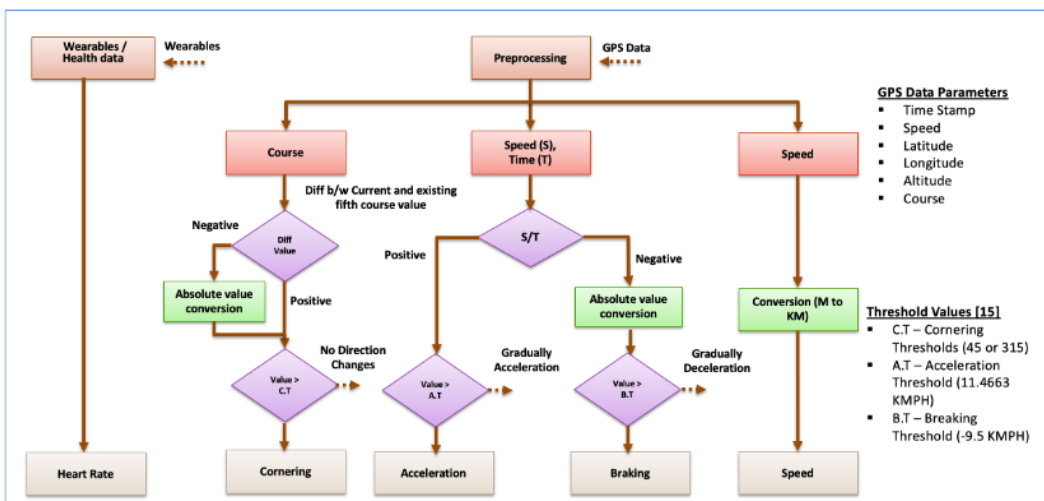 Wearables /
Health data
Wearables
Preprocessing
GPS Data
GPS Data Parameters
▪ Time Stamp
▪ Speed
▪ Latitude
▪ Longitude
▪ Altitude
▪ Course
Course
Speed (S),
Time (T)
Speed
Diff b/w Current and existing
fifth course value
Negative
Diff
Value
Positive
S/T
Negative
Absolute value
conversion
Positive
Absolute value
conversion
Conversion (M to
KM)
Threshold Values [15]
▪ C.T – Cornering
Thresholds (45 or 315)
▪ A.T – Acceleration
Threshold (11.4663
KMPH)
▪ B.T – Breaking
Threshold (-9.5 KMPH)
No Direction
Changes
Gradually
Acceleration
Gradually
Deceleration
Value >
C.T
Value >
A.T
Value >
B.T
Heart Rate
Cornering
Acceleration
Braking
Speed